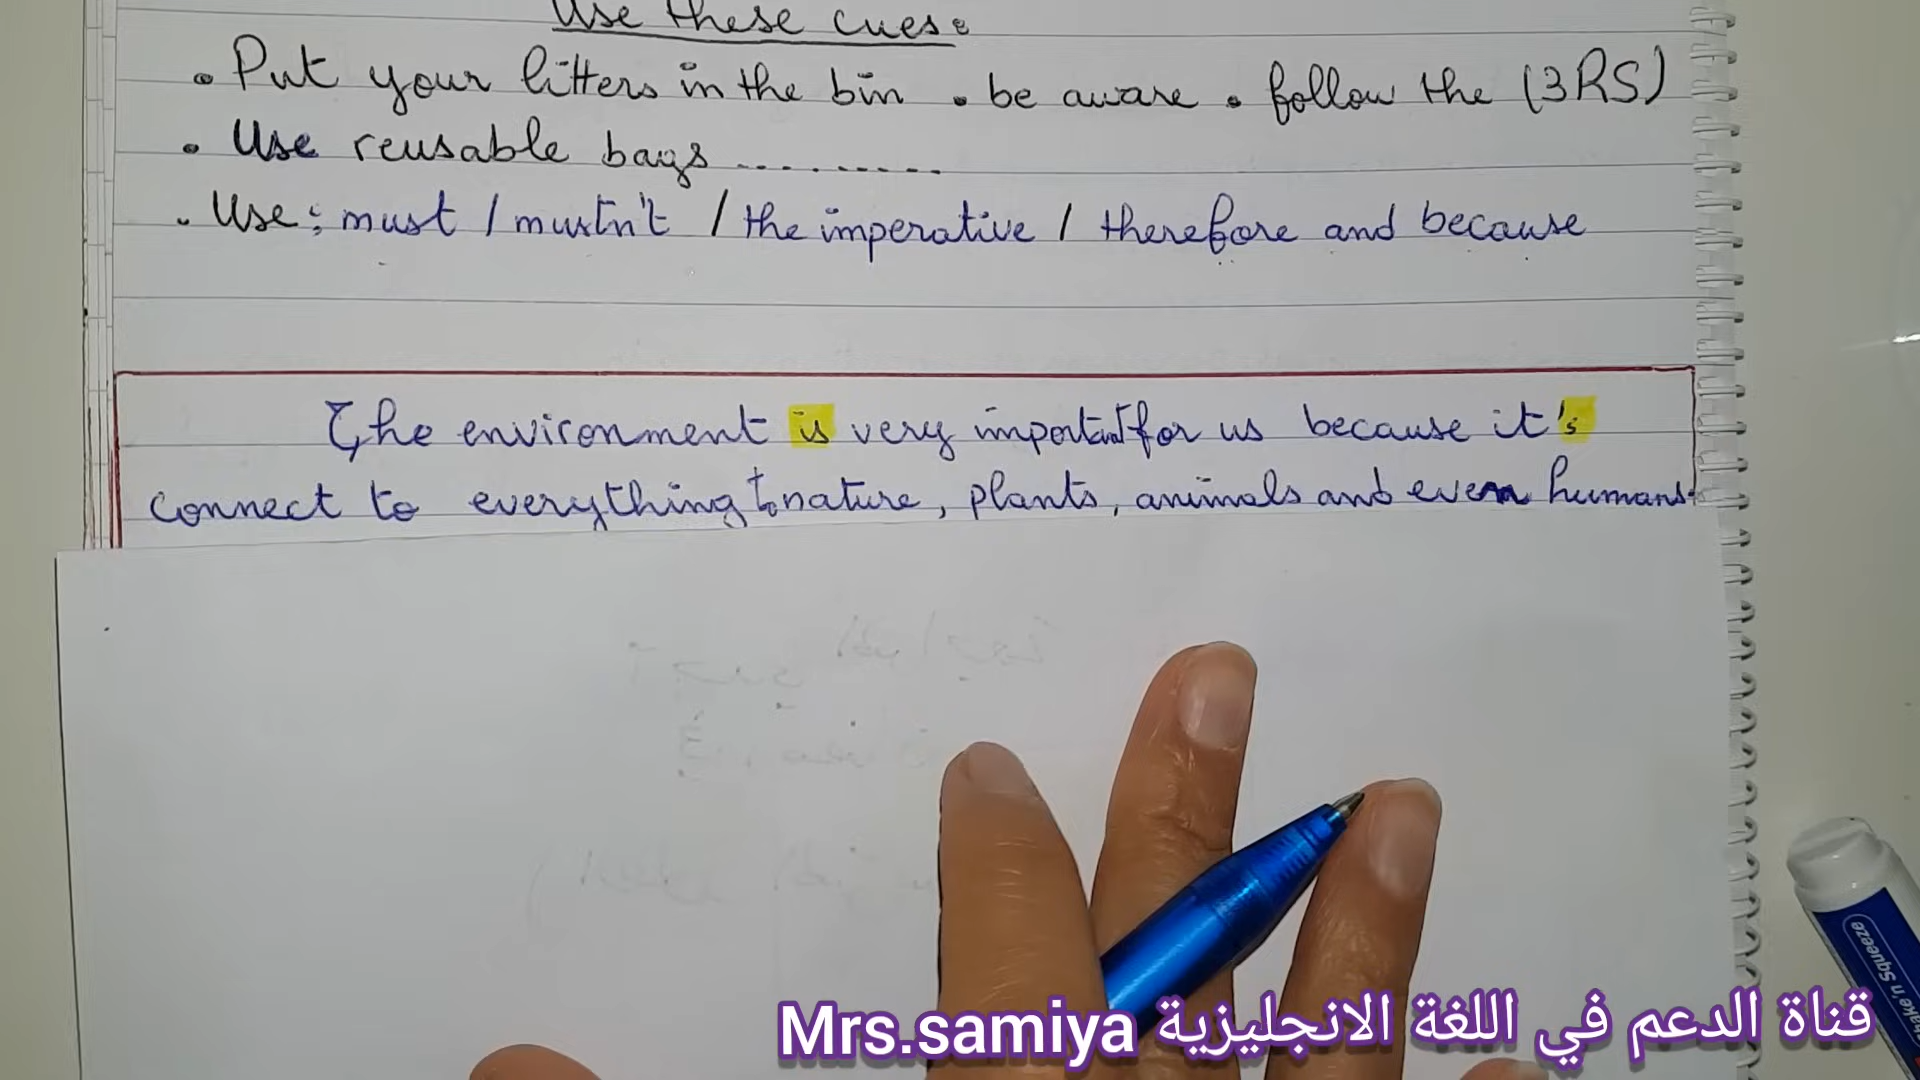 Use these cues:
. Put your litters in the bin . be aware . follow the (3RS)
. Use reusable bags ..........
. Use: must / mustn't / the imperative / therefore and because
The environment is very important for us because it's
connect to everything to nature, plants, animals and even humans.
Shake'n Squeeze
Mrs.samiya قناة الدعم في اللغة الانجليزية